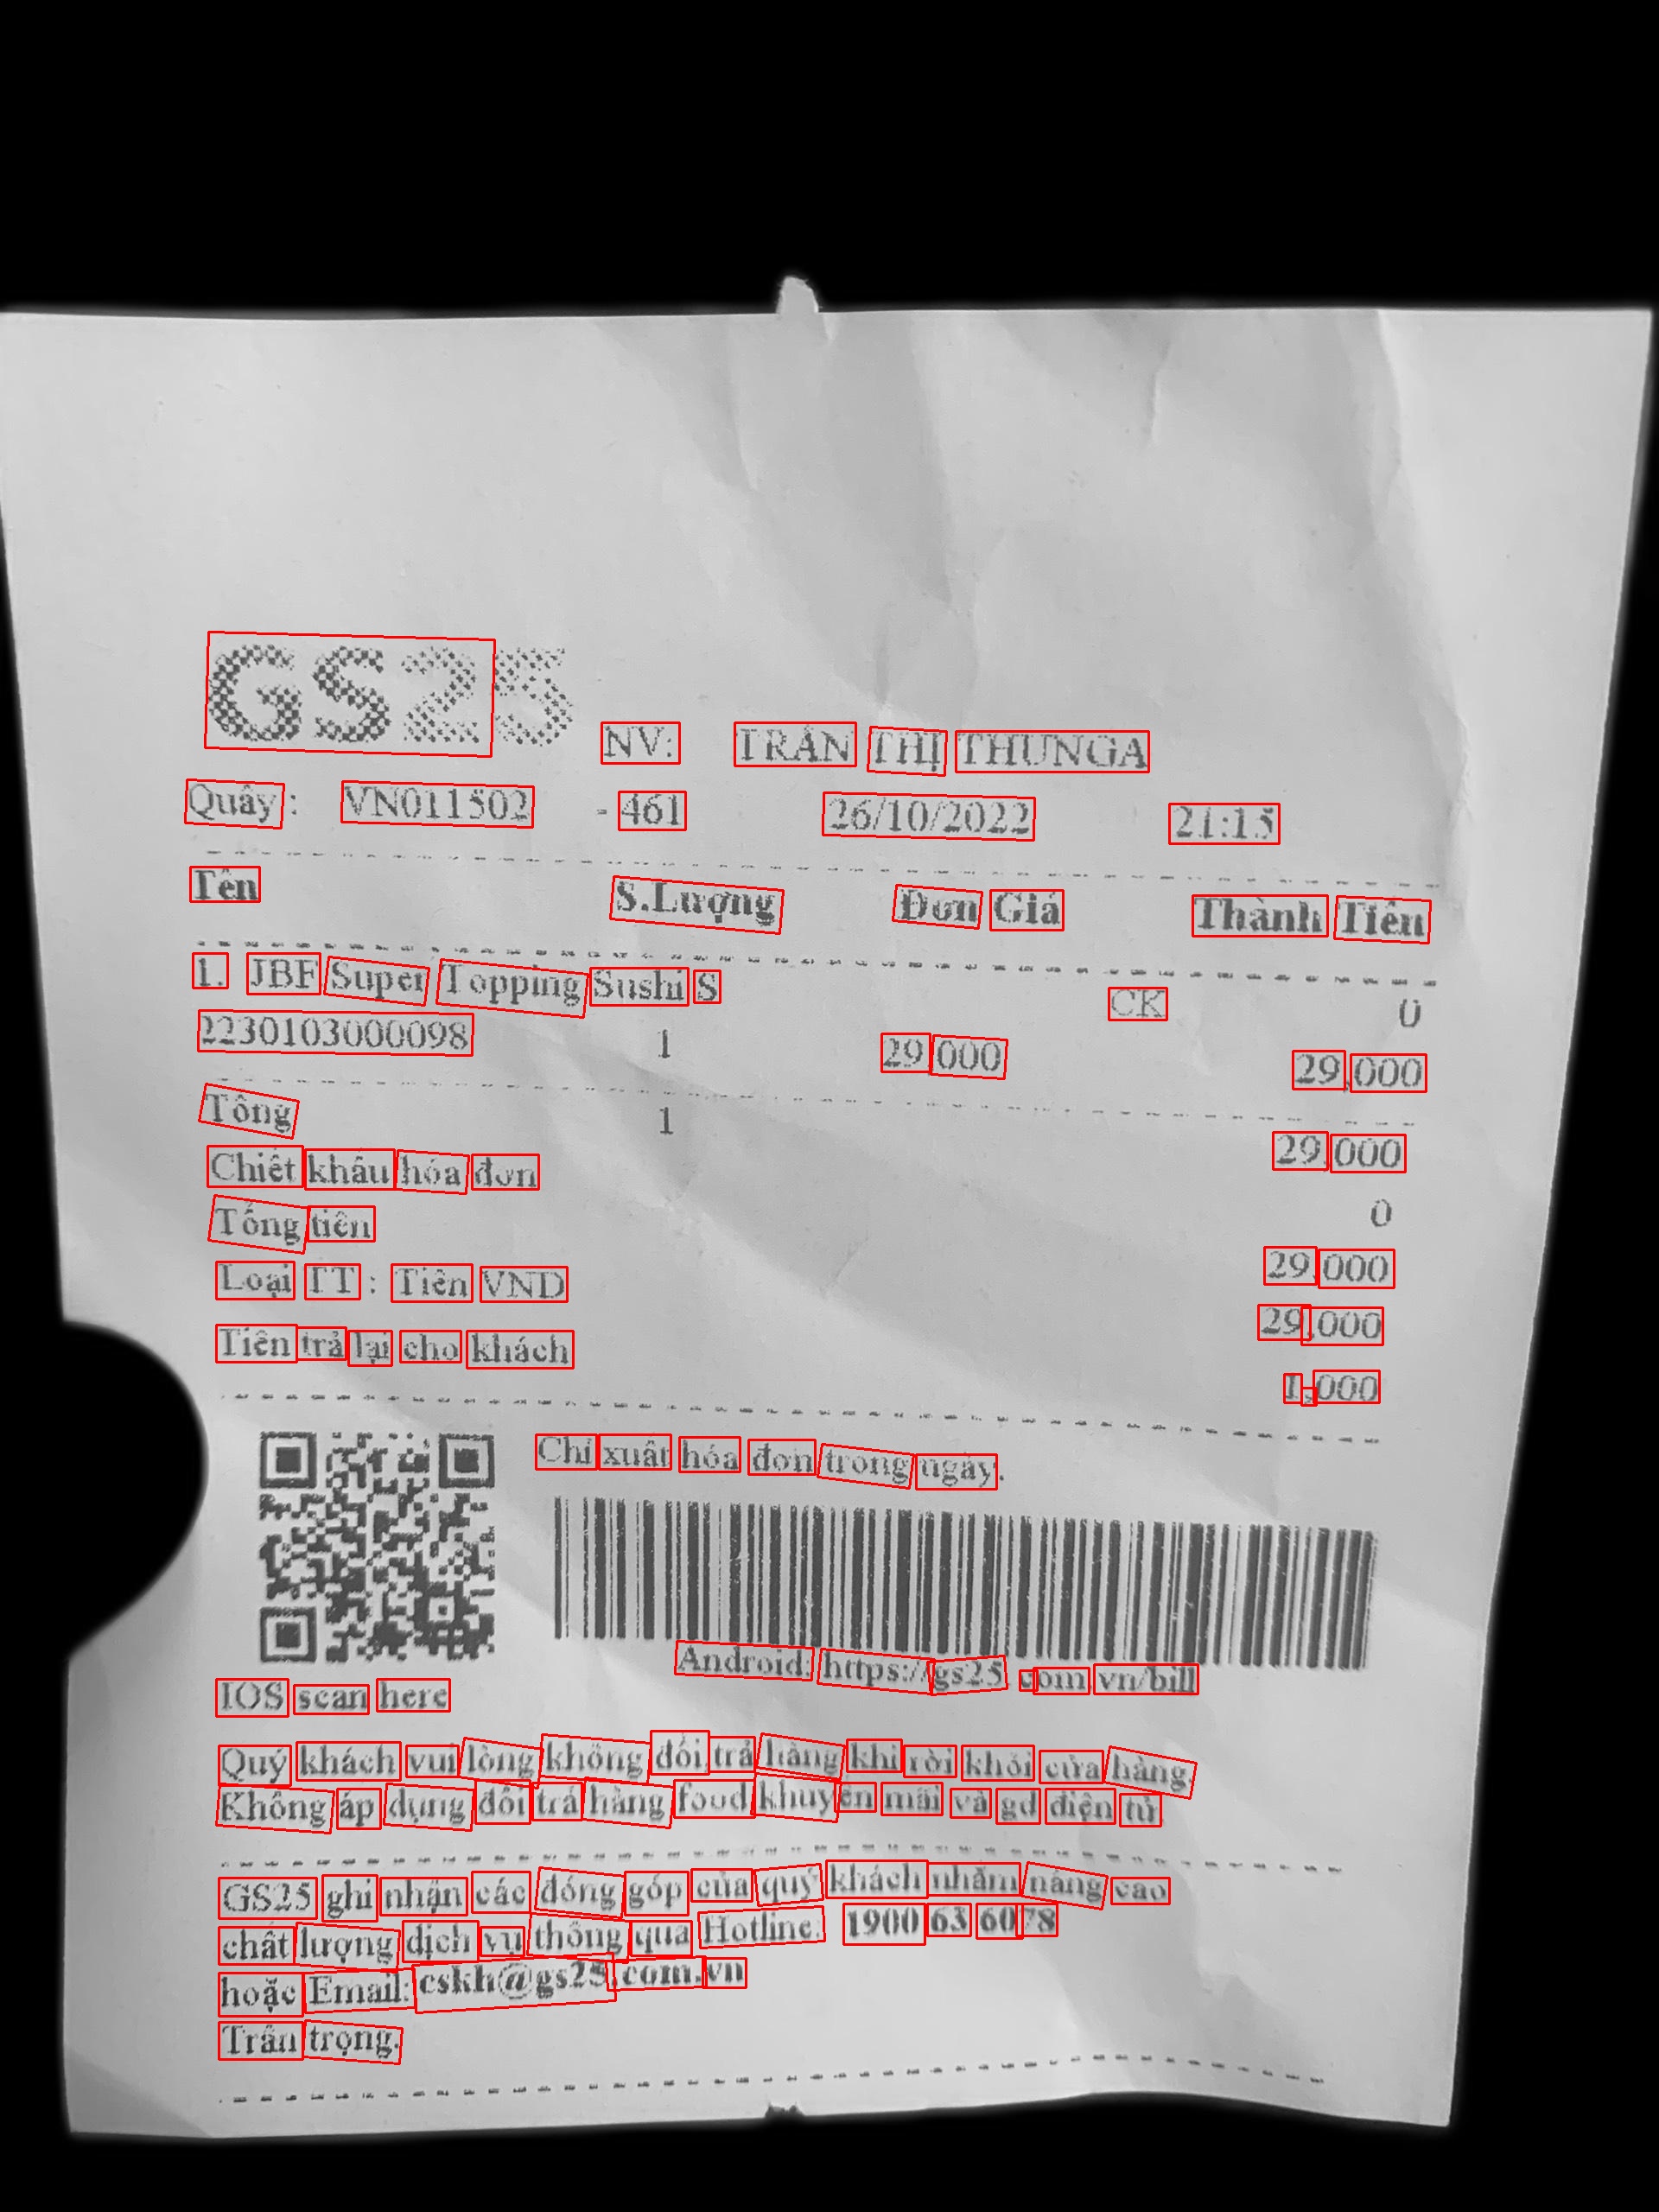 GS25 NV: TRẦN THỊ THUNGA
Quầy : VN011502 - 461 26/10/2022 21:15
Tên S.Lượng Đơn Giá Thành Tiền
1. JBF Super Topping Sushi S CK 0
2230103000098 1 29,000 29,000
Tổng 1 29,000
Chiết khấu hóa đơn 0
Tổng tiền 29,000
Loại TT : Tiền VND 29,000
Tiền trả lại cho khách 1,000
Chỉ xuất hóa đơn trong ngày.
Android: https://gs25.com.vn/bill
IOS scan here
Quý khách vui lòng không đổi trả hàng khi rời khỏi cửa hàng.
Không áp dụng đổi trả hàng food khuyến mãi và gd điện tử
GS25 ghi nhận các đóng góp của quý khách nhằm nâng cao
chất lượng dịch vụ thông qua Hotline: 1900 63 6078
hoặc Email: cskh@gs25.com.vn
Trân trọng.